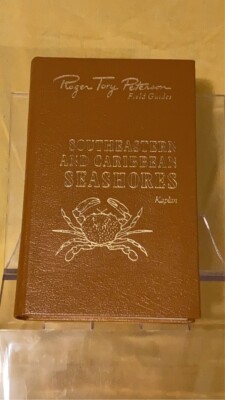 Roger Tory Peterson
Field Guides
SOUTHEASTERN
AND CARIBBEAN
SEASHORES
Kaplan